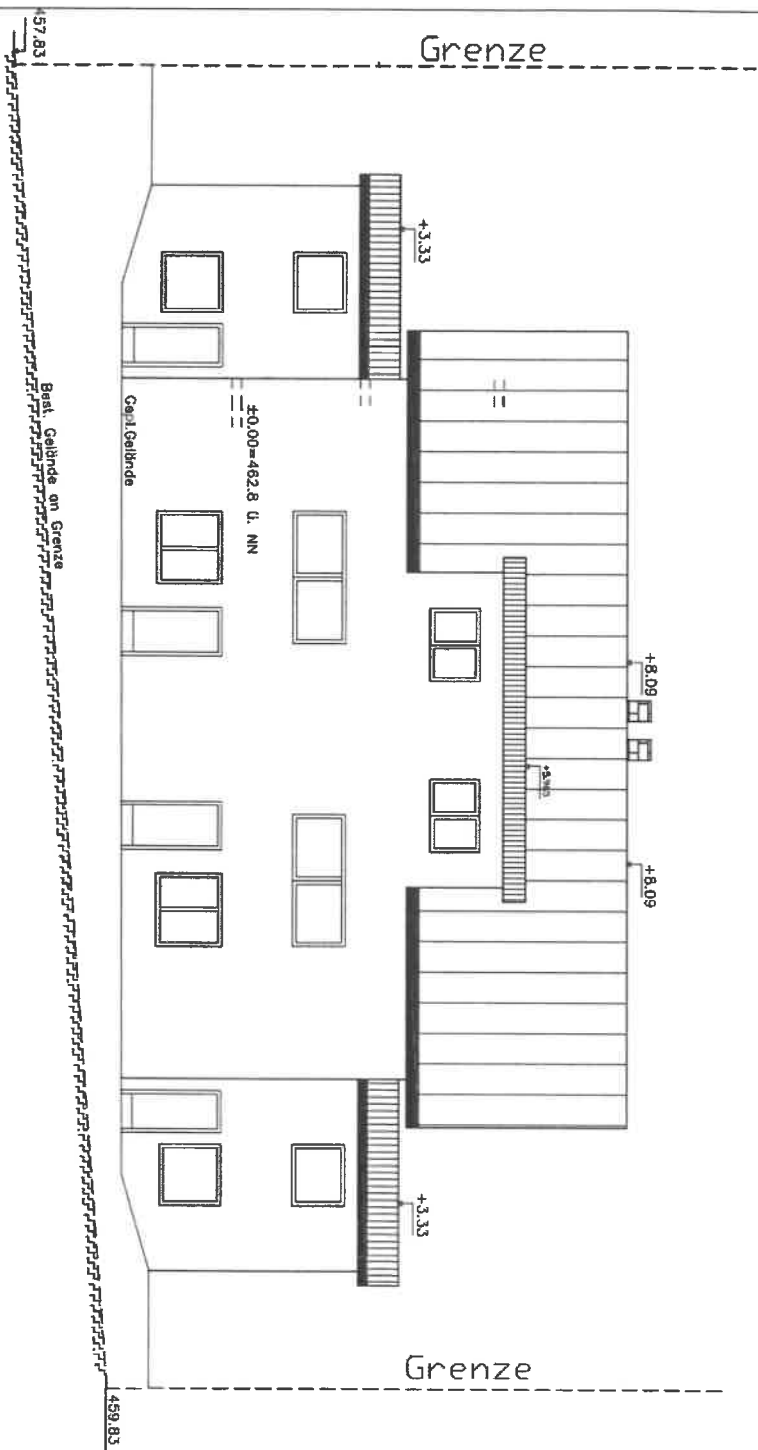 Grenze
457.83
+3.33
±0.00=462.8 ü. NN
Gepl.Gelände
Best. Gelände an Grenze
+8.09
+8.09
+3.33
Grenze
459.83